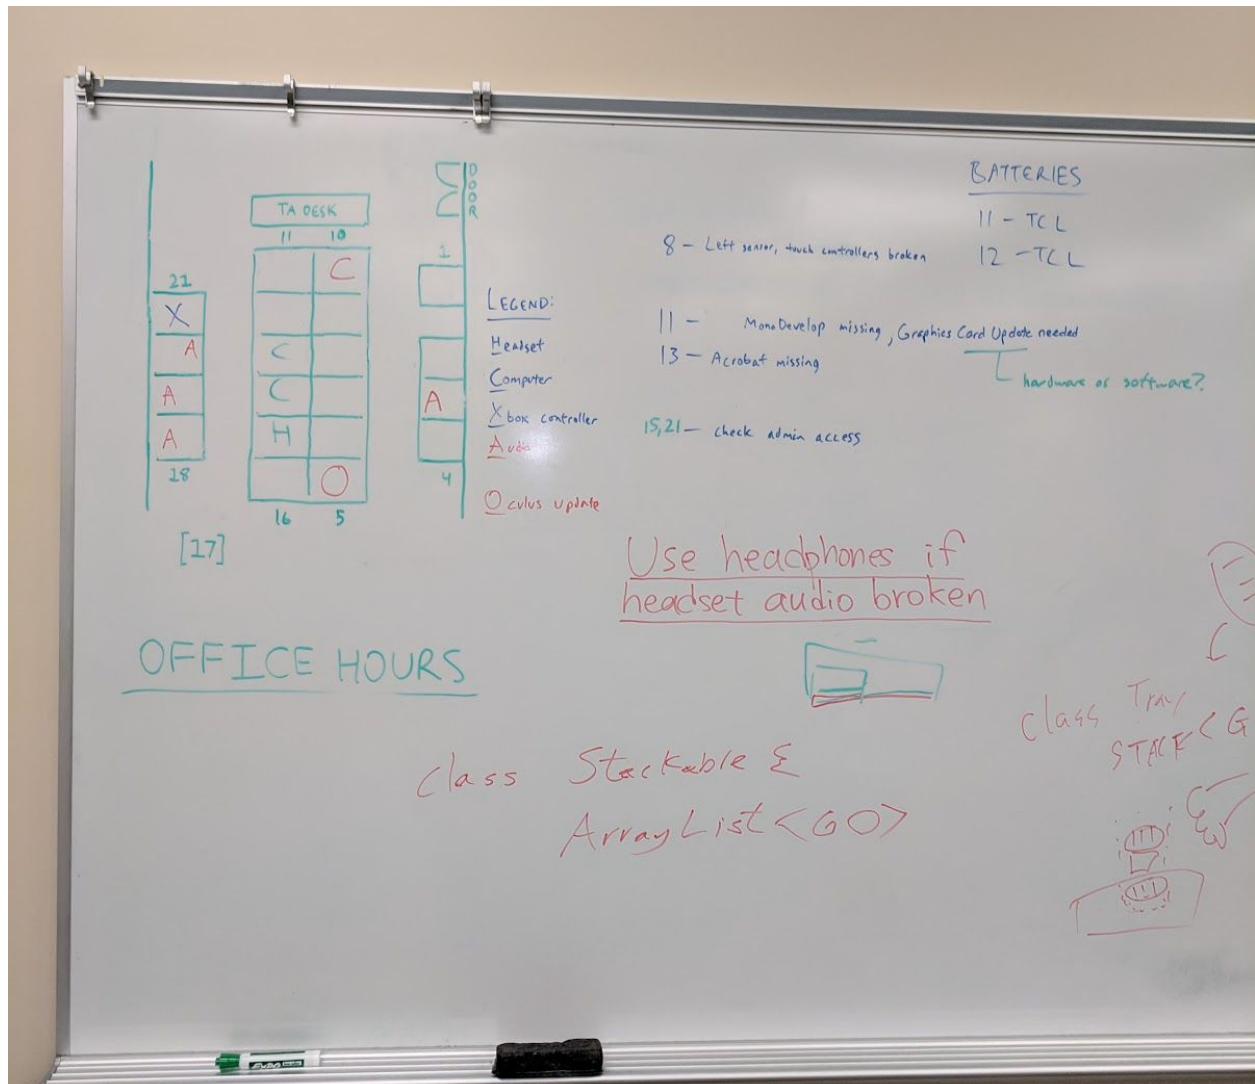 DOOR
TA DESK
11 10
C
1
21
X
A
C
A
C
A
A
H
18
O
4
16 5
[17]
LEGEND:
Headset
Computer
Xbox controller
Audio
Oculus update
BATTERIES
11 - TCL
12 - TCL
8 - Left sensor, touch controllers broken
11 - MonoDevelop missing, Graphics Card Update needed
hardware or software?
13 - Acrobat missing
15,21 - check admin access
Use headphones if
headset audio broken
OFFICE HOURS
class Stackable {
ArrayList<GO>
class Tray
STACK<G
EXPO